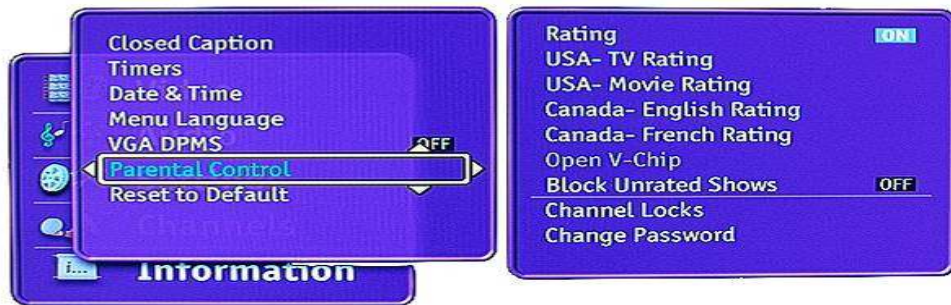 Closed Caption
Timers
Date & Time
Menu Language
VGA DPMS OFF
Parental Control
Reset to Default
Channels
i... Information
Rating ON
USA- TV Rating
USA- Movie Rating
Canada- English Rating
Canada- French Rating
Open V-Chip
Block Unrated Shows OFF
Channel Locks
Change Password